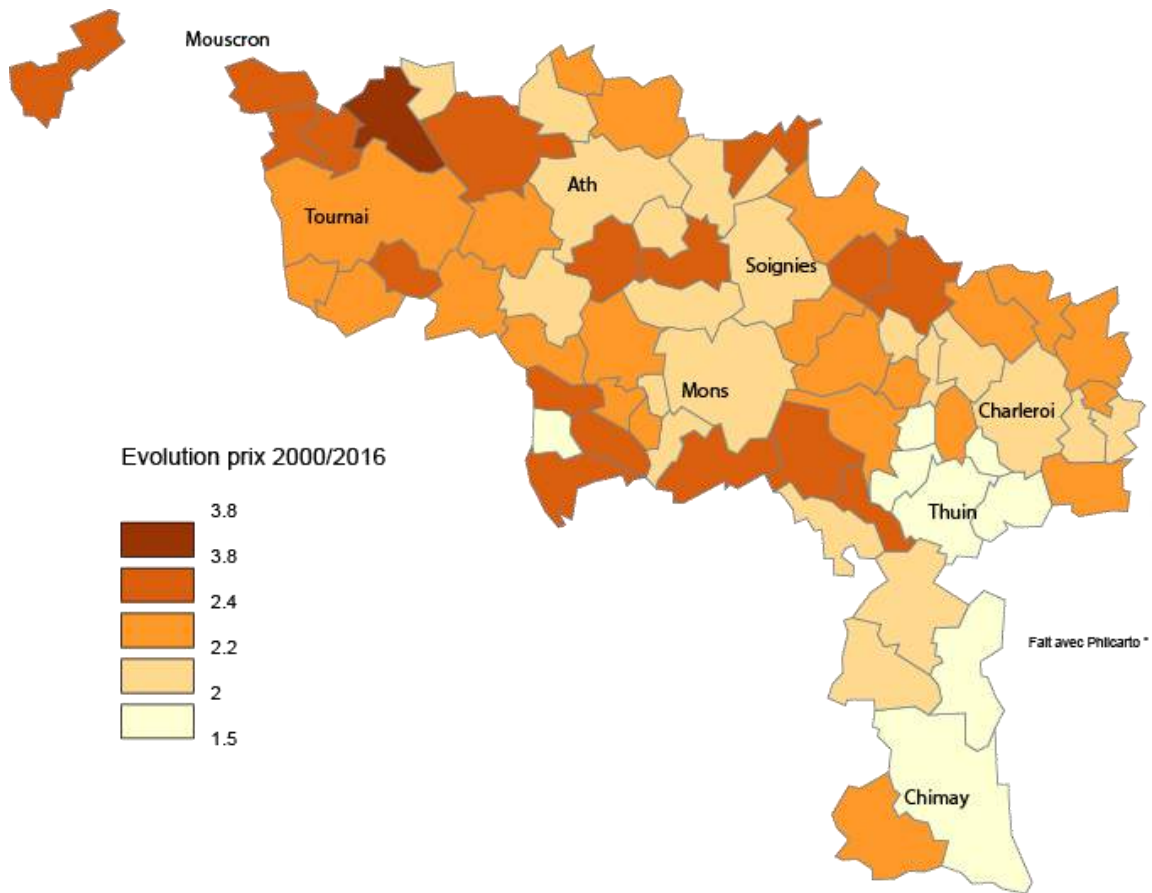 Mouscron
Ath
Tournai
Soignies
Mons
Charleroi
Evolution prix 2000/2016
3.8
3.8
2.4
2.2
2
1.5
Thuin
Fait avec Philcarto *
Chimay